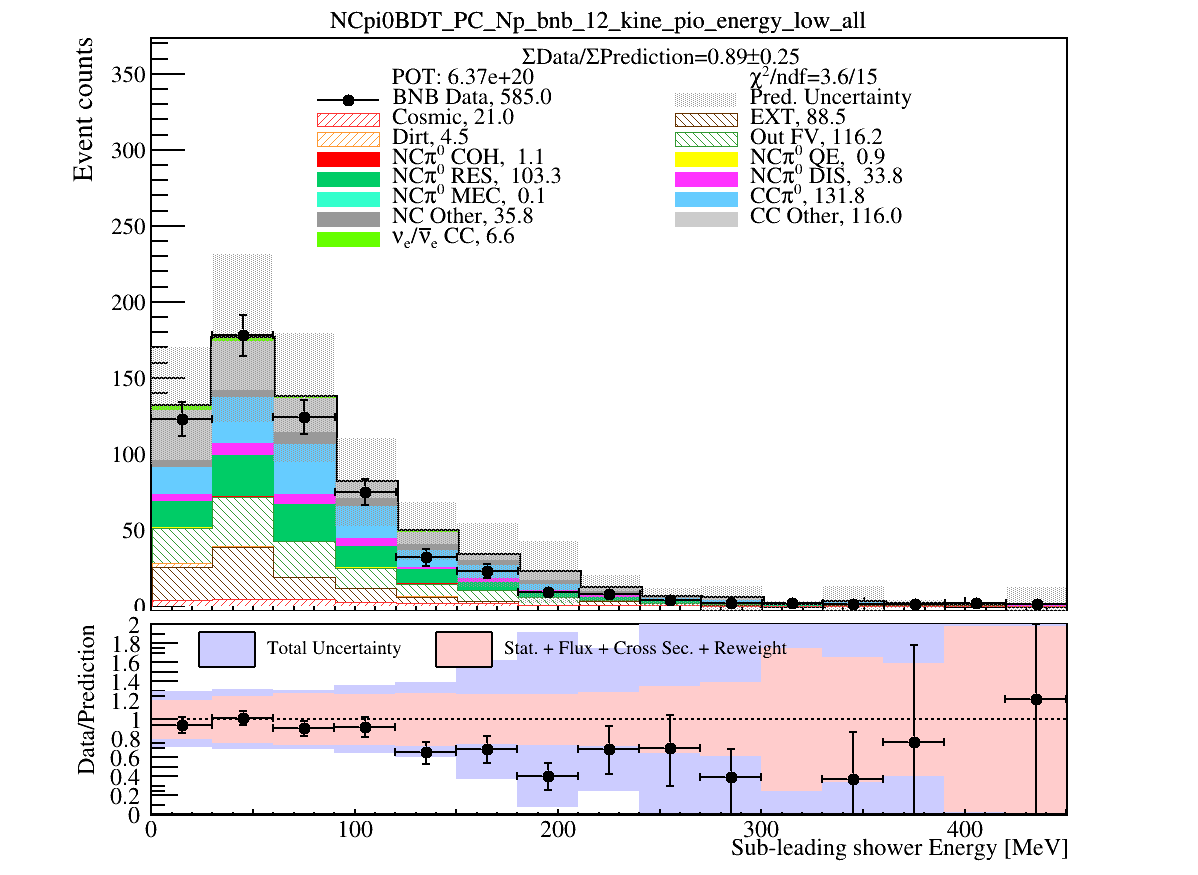 NCpi0BDT_PC_Np_bnb_12_kine_pio_energy_low_all
ΣData/ΣPrediction=0.89±0.25
POT: 6.37e+20
χ²/ndf=3.6/15
BNB Data, 585.0
Pred. Uncertainty
Cosmic, 21.0
EXT, 88.5
Dirt, 4.5
Out FV, 116.2
NCπ⁰ COH, 1.1
NCπ⁰ QE, 0.9
NCπ⁰ RES, 103.3
NCπ⁰ DIS, 33.8
NCπ⁰ MEC, 0.1
CCπ⁰, 131.8
NC Other, 35.8
CC Other, 116.0
νₑ/ν̅ₑ CC, 6.6
Event counts
350
300
250
200
150
100
50
0
Total Uncertainty
Stat. + Flux + Cross Sec. + Reweight
Data/Prediction
2
1.8
1.6
1.4
1.2
1
0.8
0.6
0.4
0.2
0
0 100 200 300 400
Sub-leading shower Energy [MeV]